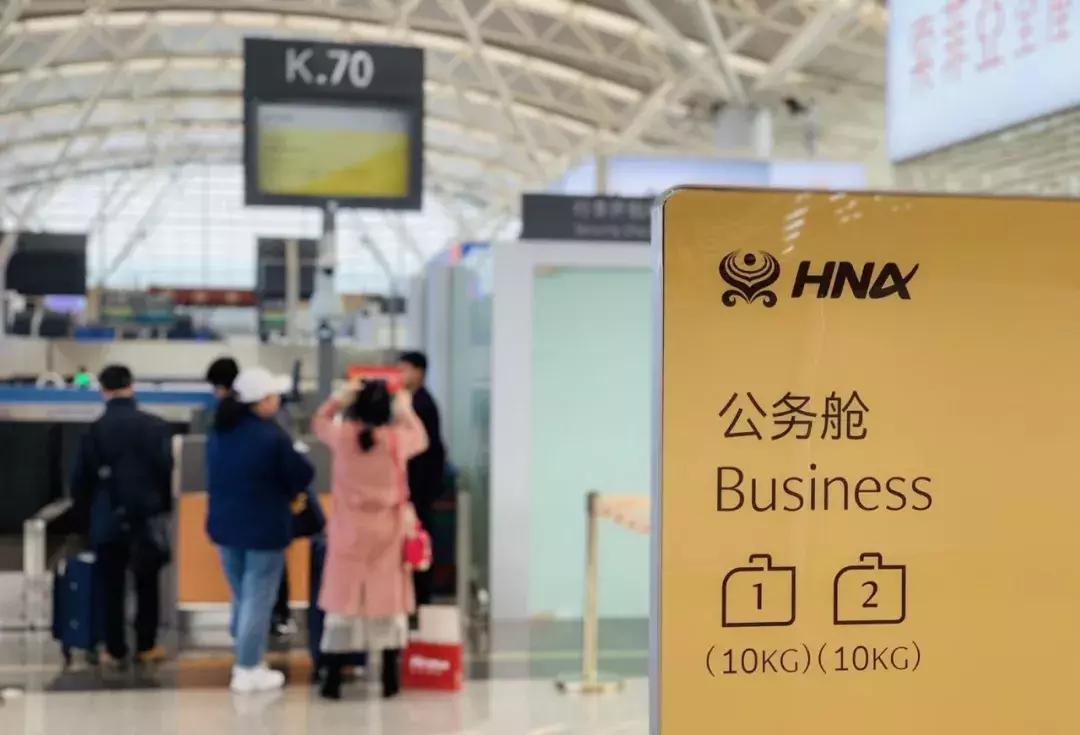 K.70
HNA
公务舱
Business
1 2
(10KG)(10KG)